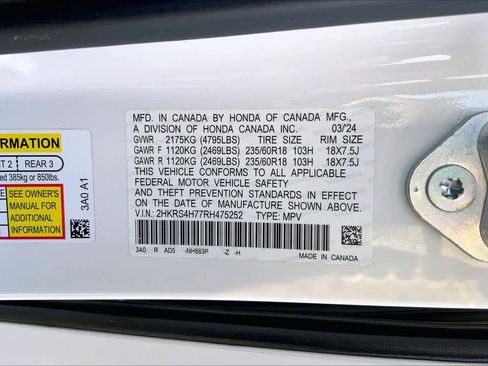 ORMATION
T 2 REAR 3
ed 385kg or 850lbs.
SEE OWNER'S
MANUAL FOR
ADDITIONAL
INFORMATION
3A0 A1
MFD. IN CANADA BY HONDA OF CANADA MFG.,
A DIVISION OF HONDA CANADA INC. 03/'24
GVWR 2175KG (4795LBS) TIRE SIZE RIM SIZE
GAWR F 1120KG (2469LBS) 235/60R18 103H 18X7.5J
GAWR R 1120KG (2469LBS) 235/60R18 103H 18X7.5J
THIS VEHICLE CONFORMS TO ALL APPLICABLE
FEDERAL MOTOR VEHICLE SAFETY
AND THEFT PREVENTION STANDARDS IN EFFECT
ON THE DATE OF MANUFACTURE SHOWN ABOVE.
V.I.N: 2HKRS4H77RH475252 TYPE: MPV
3A0 R AD5 -NH883P -Z -H
MADE IN CANADA